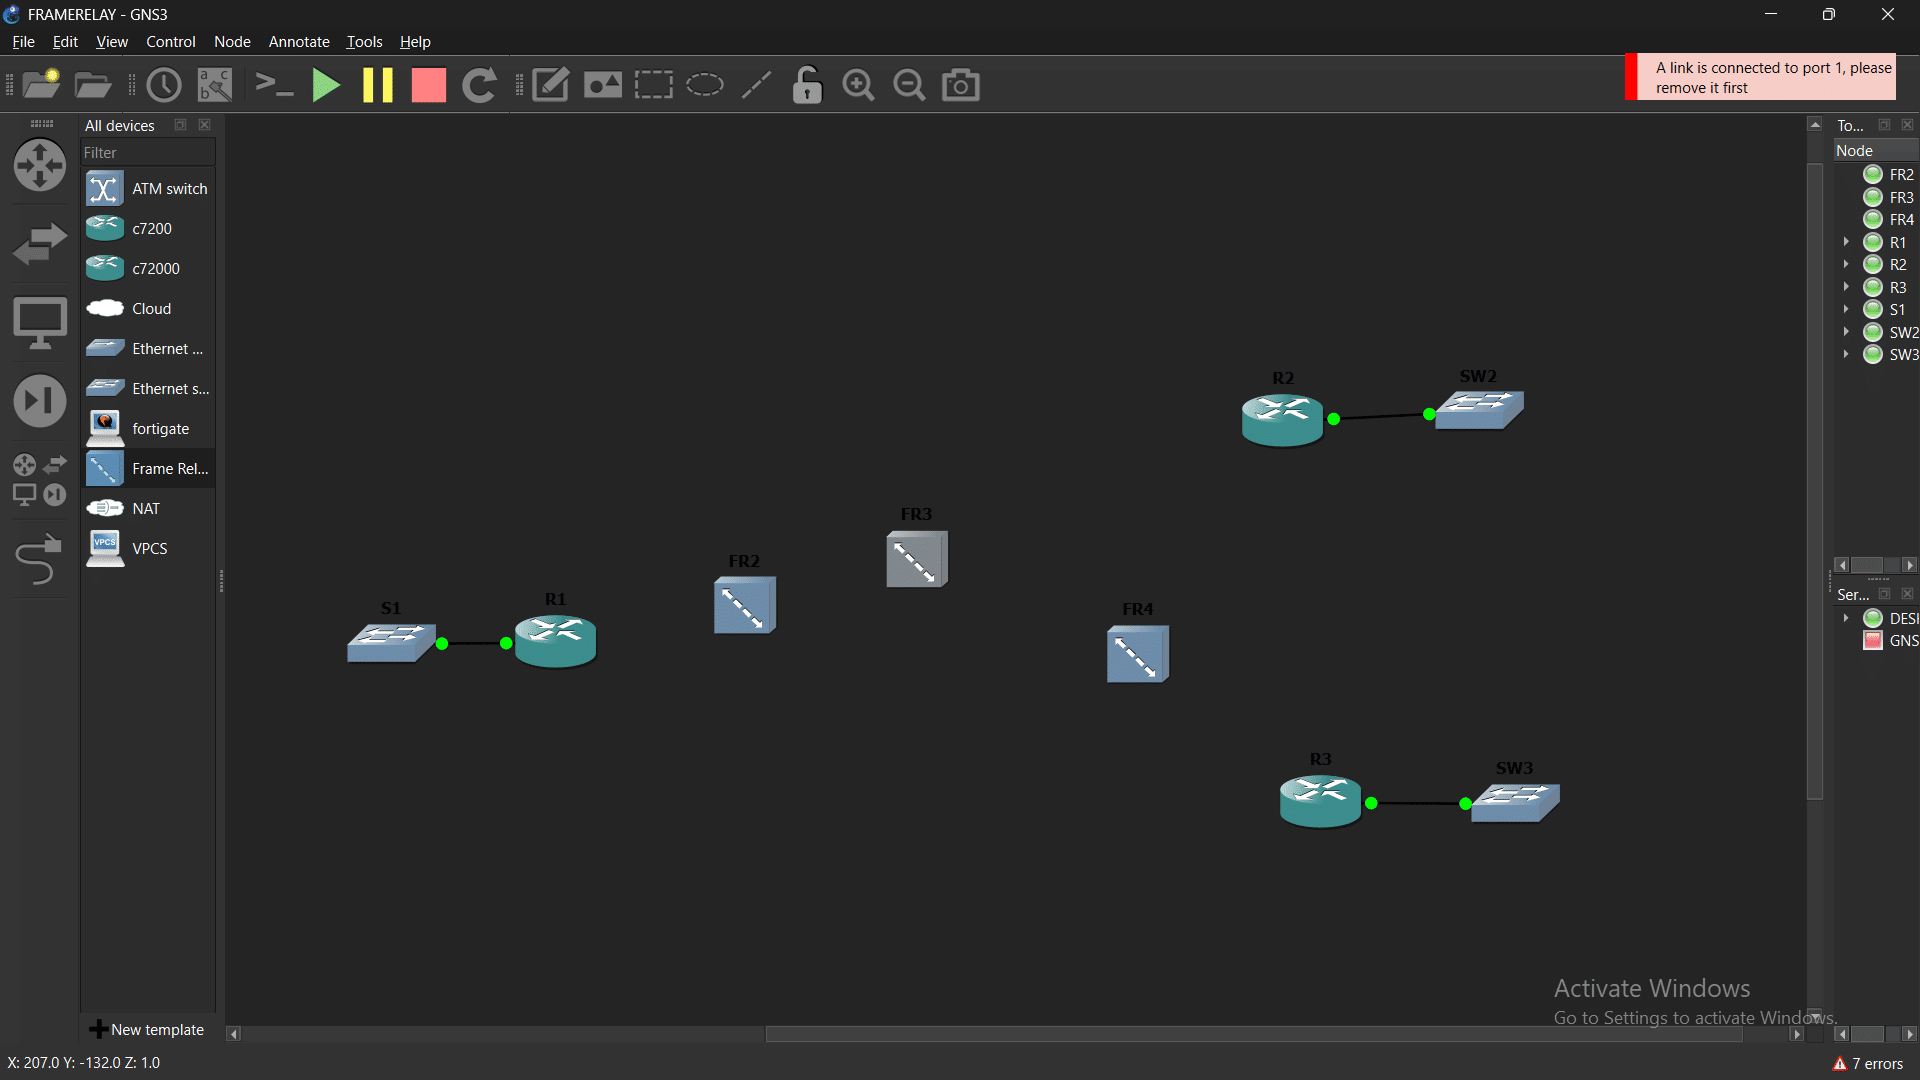 FRAMERELAY - GNS3
File Edit View Control Node Annotate Tools Help
A link is connected to port 1, please
remove it first
a c
b
All devices
Filter
ATM switch
c7200
c72000
Cloud
Ethernet ...
Ethernet s...
fortigate
Frame Rel...
NAT
VPCS
VPCS
New template
R2
SW2
FR3
FR2
S1
R1
FR4
R3
SW3
To...
Node
FR2
FR3
FR4
R1
R2
R3
S1
SW2
SW3
Ser...
DESI
GNS
Activate Windows
Go to Settings to activate Windows.
X: 207.0 Y: -132.0 Z: 1.0
7 errors